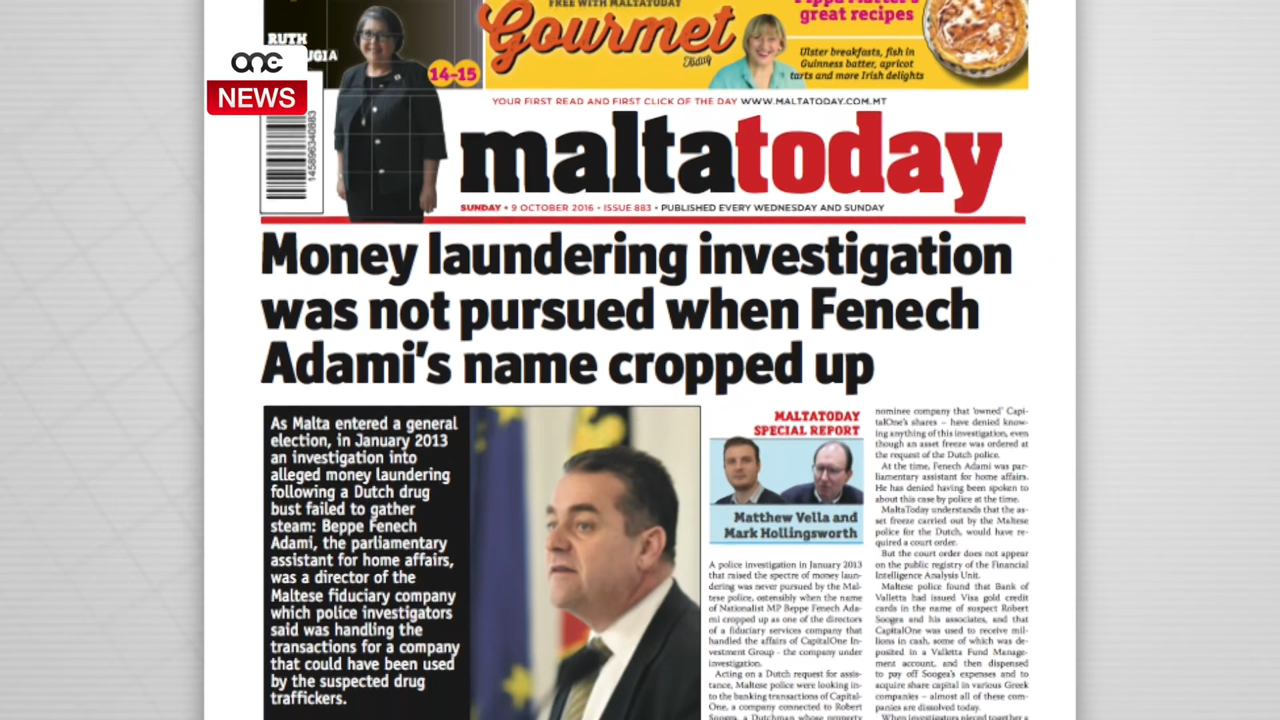 FREE WITH MALTATODAY
Gourmet
Today
great recipes
Ulster breakfasts, fish in
Guinness batter, apricot
tarts and more Irish delights
RUTH
14-15
one
NEWS
YOUR FIRST READ AND FIRST CLICK OF THE DAY WWW.MALTATODAY.COM.MT
maltatoday
SUNDAY • 9 OCTOBER 2016 • ISSUE 883 • PUBLISHED EVERY WEDNESDAY AND SUNDAY
Money laundering investigation
was not pursued when Fenech
Adami's name cropped up
As Malta entered a general
election, in January 2013
an investigation into
alleged money laundering
following a Dutch drug
bust failed to gather
steam: Beppe Fenech
Adami, the parliamentary
assistant for home affairs,
was a director of the
Maltese fiduciary company
which police investigators
said was handling the
transactions for a company
that could have been used
by the suspected drug
traffickers.
MALTATODAY
SPECIAL REPORT
Matthew Vella and
Mark Hollingsworth
A police investigation in January 2013
that raised the spectre of money laun-
dering was never pursued by the Mal-
tese police, ostensibly when the name
of Nationalist MP Beppe Fenech Ada-
mi cropped up as one of the directors
of a fiduciary services company that
handled the affairs of CapitalOne In-
vestment Group - the company under
investigation.
Acting on a Dutch request for assis-
tance, Maltese police were looking in-
to the banking transactions of Capital-
One, a company connected to Robert
Soogea, a Dutchman whose property
nominee company that 'owned' Capi-
talOne's shares – have denied know-
ing anything of this investigation, even
though an asset freeze was ordered at
the request of the Dutch police.
At the time, Fenech Adami was par-
liamentary assistant for home affairs.
He has denied having been spoken to
about this case by police at the time.
MaltaToday understands that the as-
set freeze carried out by the Maltese
police for the Dutch, would have re-
quired a court order.
But the court order does not appear
on the public registry of the Financial
Intelligence Analysis Unit.
Maltese police found that Bank of
Valletta had issued Visa gold credit
cards in the name of suspect Robert
Soogea and his associates, and that
CapitalOne was used to receive mil-
lions in cash, some of which was de-
posited in a Valletta Fund Manage-
ment account, and then dispensed
to pay off Soogea's expenses and to
acquire share capital in various Greek
companies – almost all of these com-
panies are dissolved today.
When investigators pieced together a